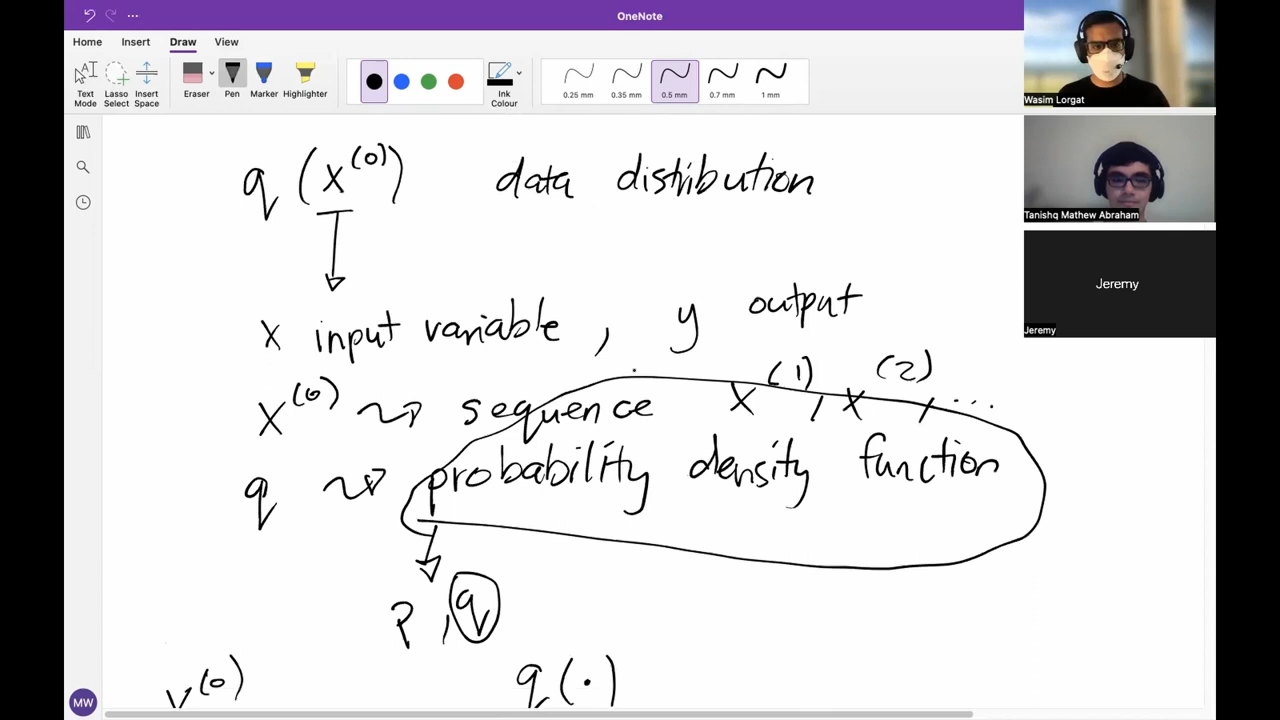 OneNote
Home Insert Draw View
Text Mode Lasso Select Insert Space Eraser Pen Marker Highlighter Ink Colour 0.25 mm 0.35 mm 0.5 mm 0.7 mm 1 mm
Wasim Lorgat
Tanishq Mathew Abraham
Jeremy
Jeremy
q (x^(0)) data distribution
x input variable, y output
x^(0) ⇝ sequence x^(1), x^(2), ...
q ⇝ probability density function
p, q
x^(0) q(·)
MW